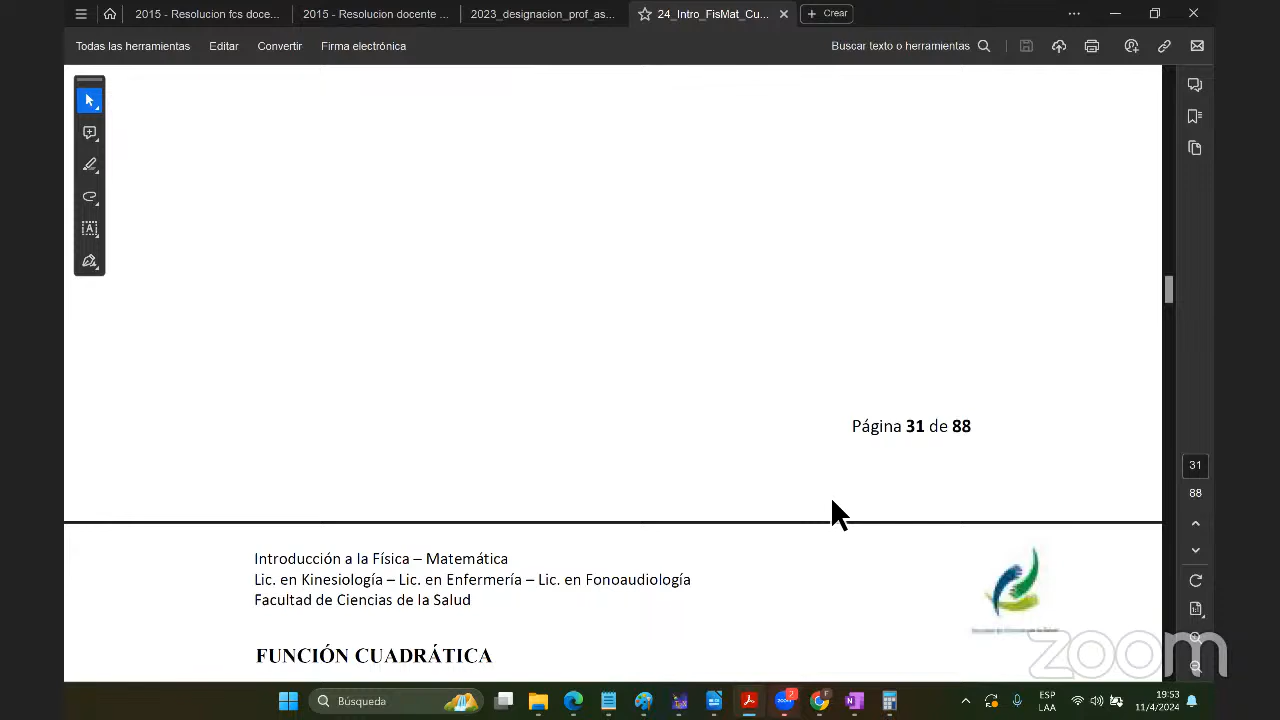 2015 - Resolucion fcs doce...
2015 - Resolucion docente ...
2023_designacion_prof_as...
24_Intro_FisMat_Cu...
Crear
Todas las herramientas
Editar
Convertir
Firma electrónica
Buscar texto o herramientas
Página 31 de 88
31
88
Introducción a la Física – Matemática
Lic. en Kinesiología – Lic. en Enfermería – Lic. en Fonoaudiología
Facultad de Ciencias de la Salud
FUNCIÓN CUADRÁTICA
zoom
Búsqueda
2
F
ESP
LAA
19:53
11/4/2024